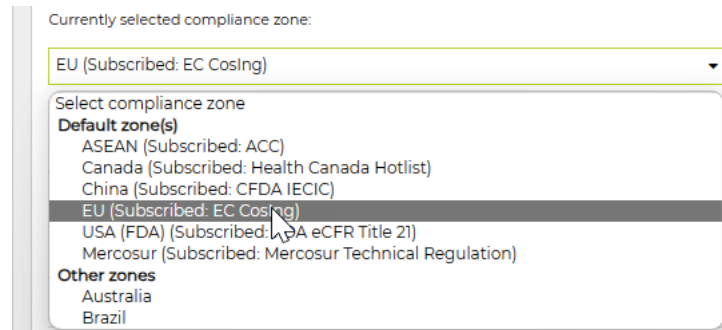 Currently selected compliance zone:
EU (Subscribed: EC CosIng)
Select compliance zone
Default zone(s)
ASEAN (Subscribed: ACC)
Canada (Subscribed: Health Canada Hotlist)
China (Subscribed: CFDA IECIC)
EU (Subscribed: EC CosIng)
USA (FDA) (Subscribed: FDA eCFR Title 21)
Mercosur (Subscribed: Mercosur Technical Regulation)
Other zones
Australia
Brazil